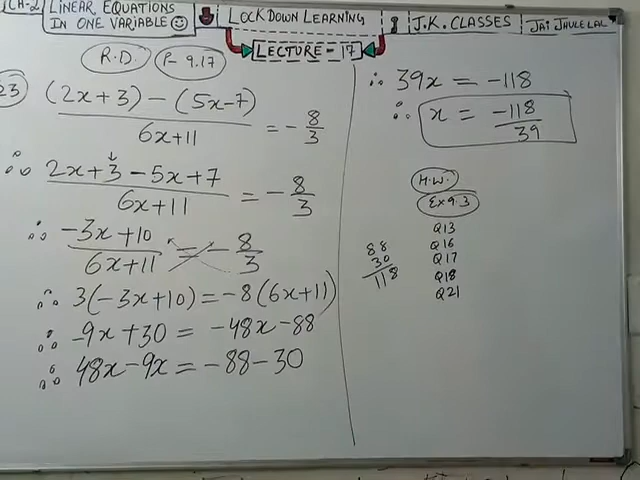 CH-2
LINEAR EQUATIONS
IN ONE VARIABLE ☺
LOCKDOWN LEARNING
LECTURE - 17
J.K. CLASSES
JAI JHULELAL
R.D.
P- 9.17
23
(2x+3) - (5x-7) / 6x+11 = - 8/3
∴ 2x+3 - 5x + 7 / 6x+11 = - 8/3
∴ -3x+10 / 6x+11 = - 8/3
∴ 3(-3x+10) = -8(6x+11)
∴ -9x + 30 = -48x - 88
∴ 48x - 9x = -88 - 30
∴ 39x = -118
∴ x = -118 / 39
H.W.
Ex 9.3
Q13
Q16
Q17
Q18
Q21
88
30
118